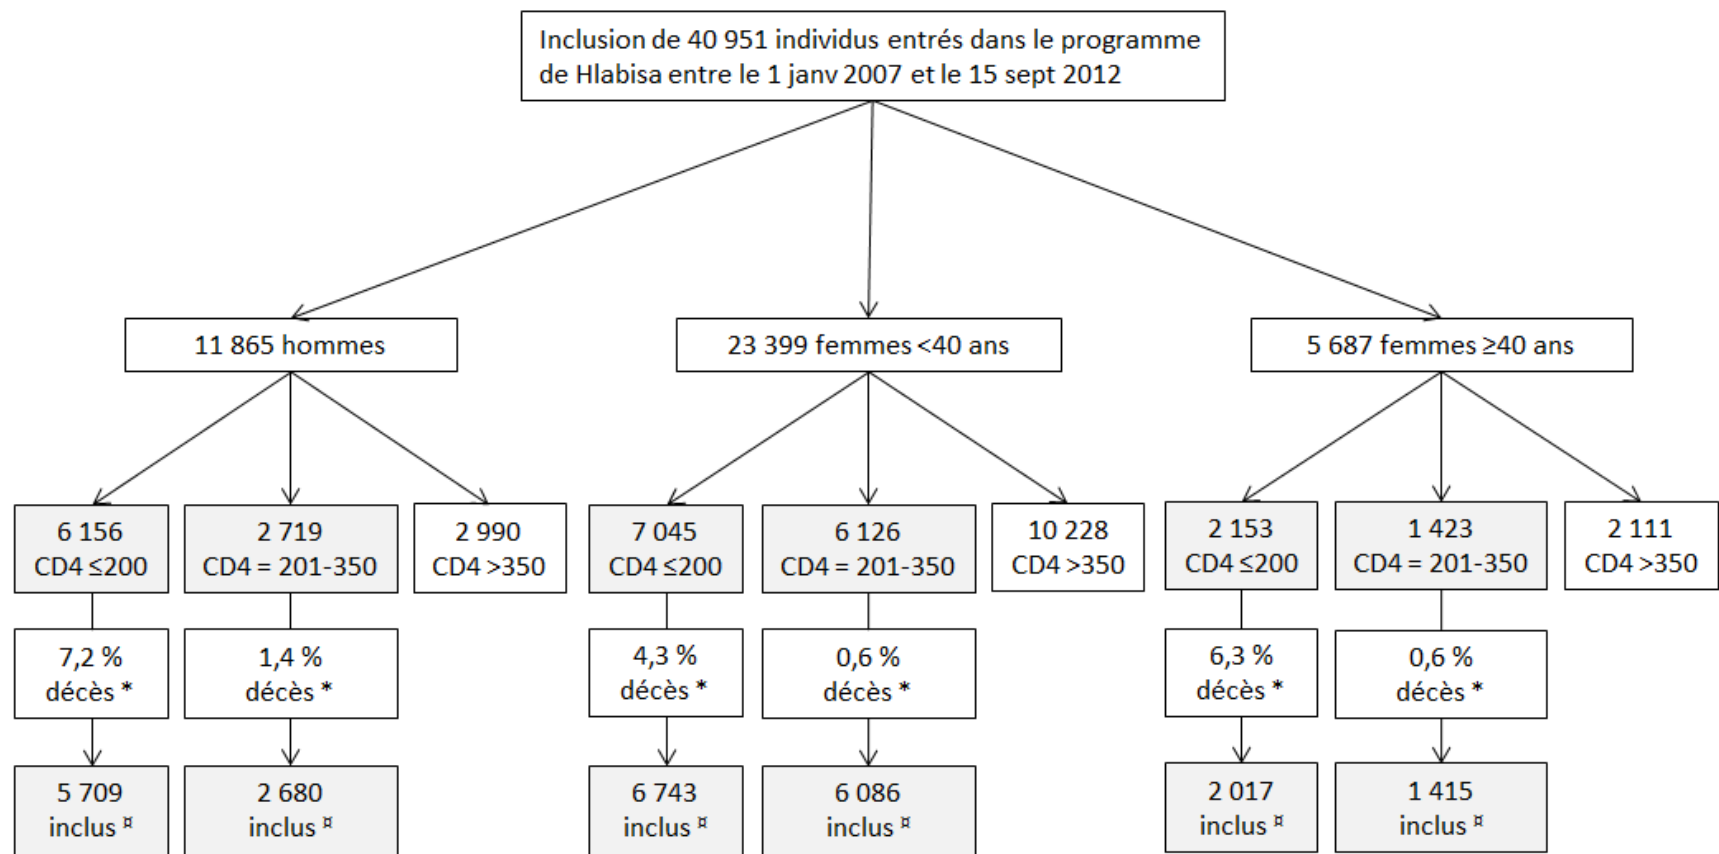 Inclusion de 40 951 individus entrés dans le programme
de Hlabisa entre le 1 janv 2007 et le 15 sept 2012
11 865 hommes
23 399 femmes <40 ans
5 687 femmes ≥40 ans
6 156
CD4 ≤200
2 719
CD4 = 201-350
2 990
CD4 >350
7 045
CD4 ≤200
6 126
CD4 = 201-350
10 228
CD4 >350
2 153
CD4 ≤200
1 423
CD4 = 201-350
2 111
CD4 >350
7,2 %
décès *
1,4 %
décès *
4,3 %
décès *
0,6 %
décès *
6,3 %
décès *
0,6 %
décès *
5 709
inclus ¤
2 680
inclus ¤
6 743
inclus ¤
6 086
inclus ¤
2 017
inclus ¤
1 415
inclus ¤